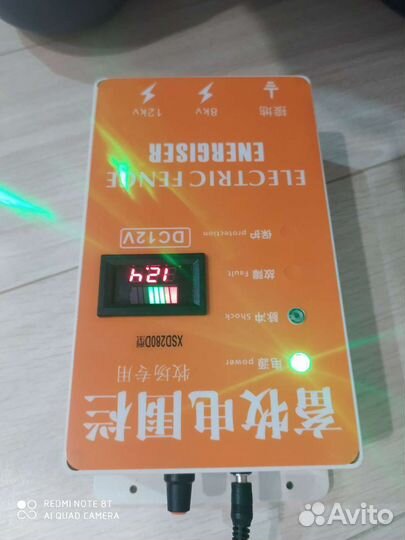 畜牧电围栏
牧场专用
XSD280D型
电源 power
脉冲 Shock
故障 Fault
保护 protection
12.4
DC12V
ELECTRIC FENCE
ENERGISER
接地 8kv 12kv
REDMI NOTE 8T
AI QUAD CAMERA
Avito